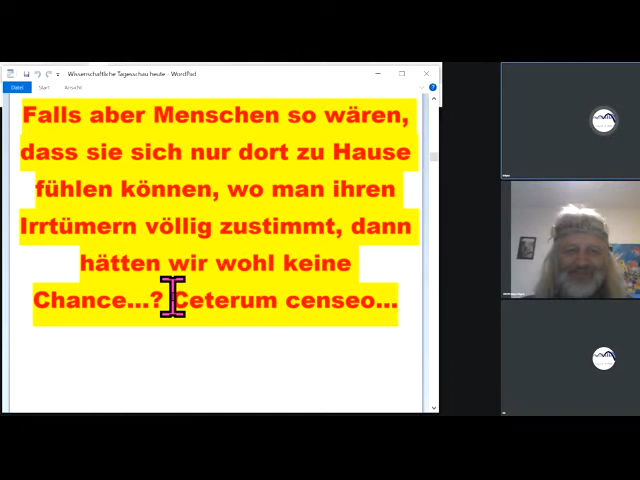 Wissenschaftliche Tagesschau heute - WordPad
Datei Start Ansicht
Falls aber Menschen so wären,
dass sie sich nur dort zu Hause
fühlen können, wo man ihren
Irrtümern völlig zustimmt, dann
hätten wir wohl keine
Chance...? Ceterum censeo...